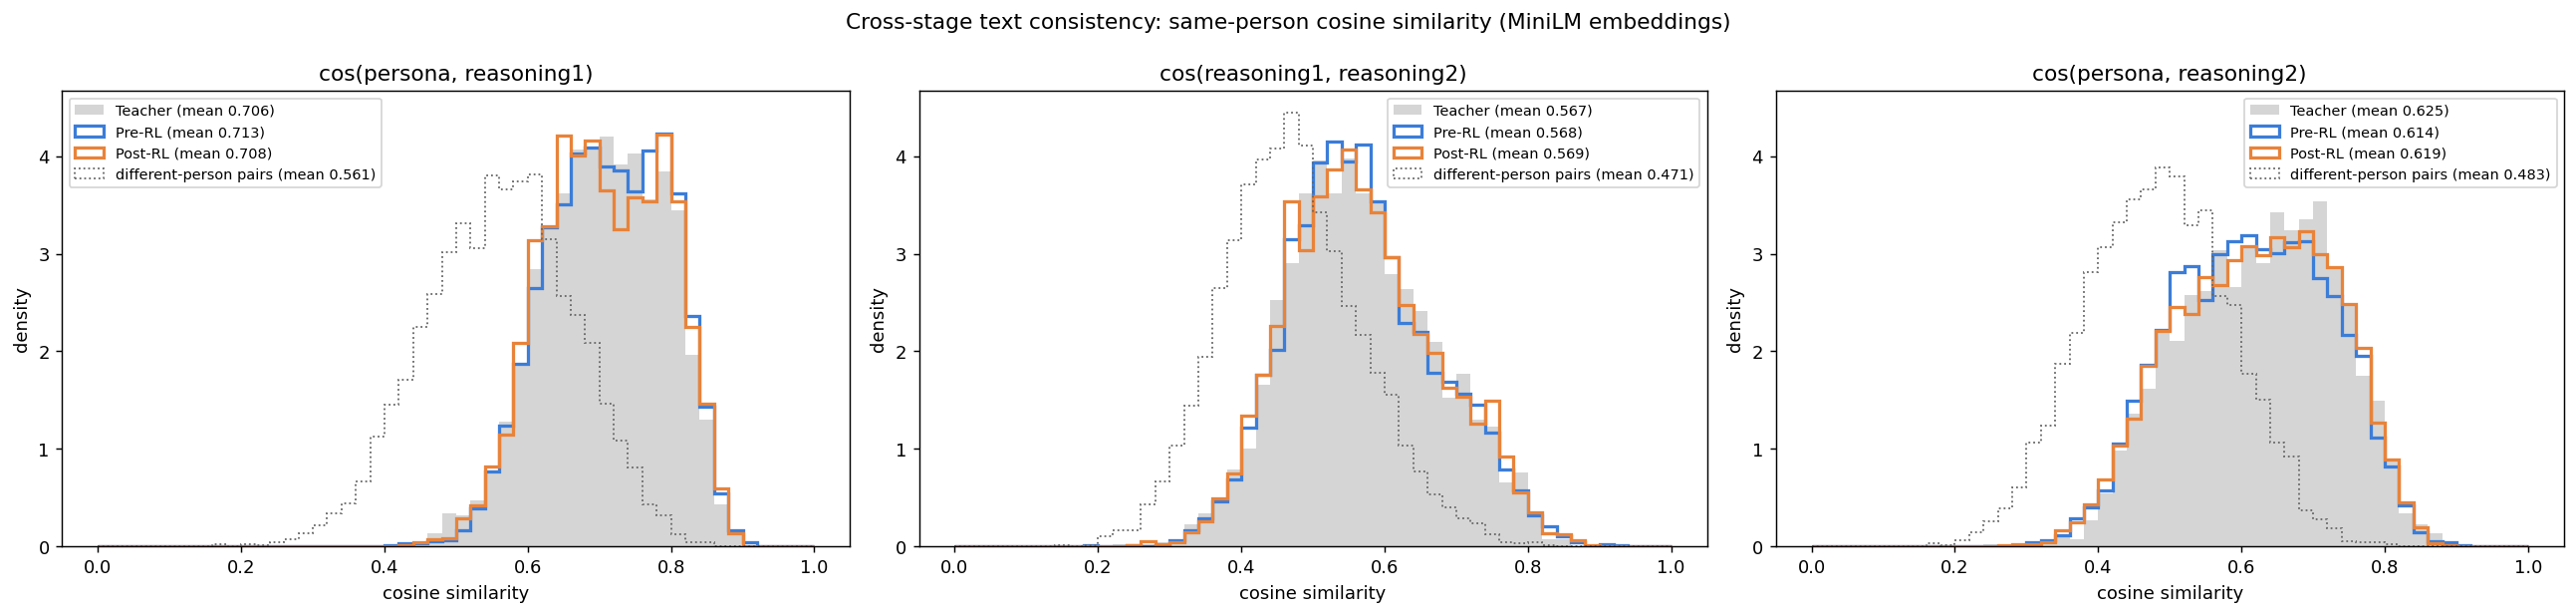 Cross-stage text consistency: same-person cosine similarity (MiniLM embeddings)
cos(persona, reasoning1)
Teacher (mean 0.706)
Pre-RL (mean 0.713)
Post-RL (mean 0.708)
different-person pairs (mean 0.561)
density
4
3
2
1
0
0.0 0.2 0.4 0.6 0.8 1.0
cosine similarity
cos(reasoning1, reasoning2)
Teacher (mean 0.567)
Pre-RL (mean 0.568)
Post-RL (mean 0.569)
different-person pairs (mean 0.471)
density
4
3
2
1
0
0.0 0.2 0.4 0.6 0.8 1.0
cosine similarity
cos(persona, reasoning2)
Teacher (mean 0.625)
Pre-RL (mean 0.614)
Post-RL (mean 0.619)
different-person pairs (mean 0.483)
density
4
3
2
1
0
0.0 0.2 0.4 0.6 0.8 1.0
cosine similarity